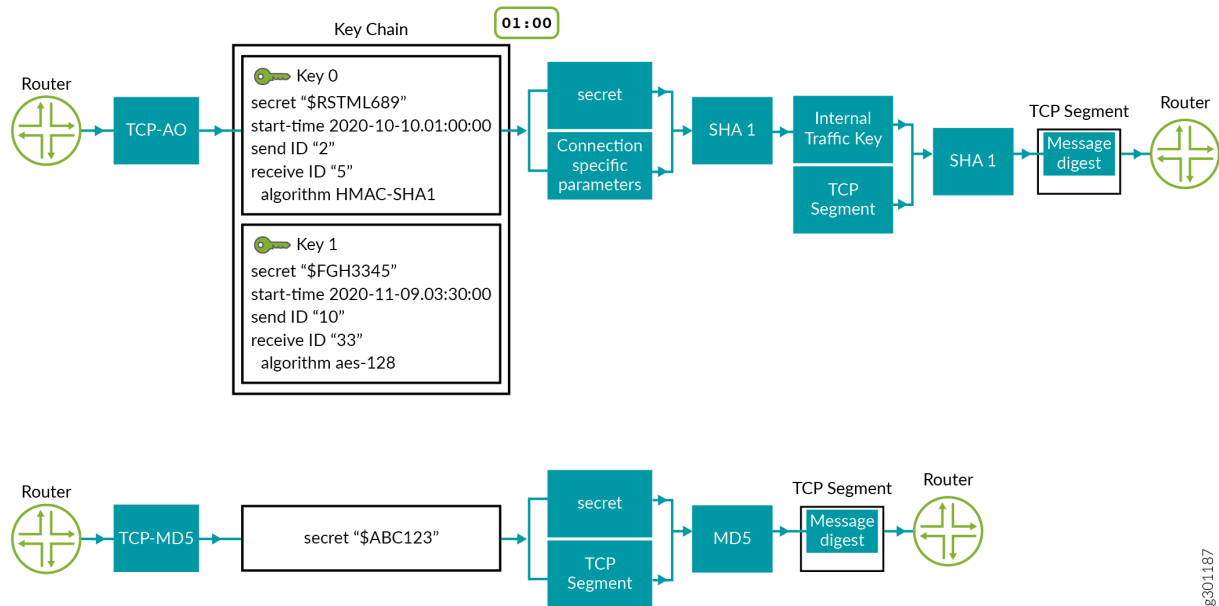 01:00
Key Chain
Router
TCP-AO
Key 0
secret “$RSTML689”
start-time 2020-10-10.01:00:00
send ID “2”
receive ID “5”
algorithm HMAC-SHA1
Key 1
secret “$FGH3345”
start-time 2020-11-09.03:30:00
send ID “10”
receive ID “33”
algorithm aes-128
secret
Connection
specific
parameters
SHA 1
Internal
Traffic Key
TCP
Segment
SHA 1
TCP Segment
Message
digest
Router
Router
TCP-MD5
secret “$ABC123”
secret
TCP
Segment
MD5
TCP Segment
Message
digest
Router
g301187